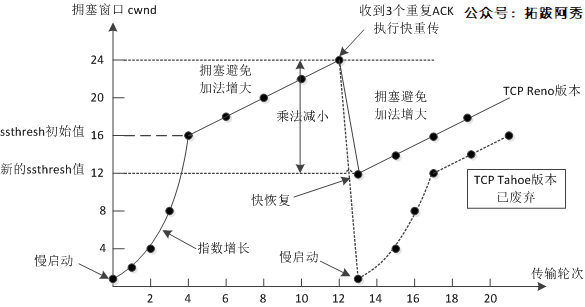 拥塞窗口 cwnd
收到3个重复ACK
执行快重传
公众号：拓跋阿秀
24
20
ssthresh初始值
16
新的ssthresh值
12
8
4
拥塞避免
加法增大
乘法减小
拥塞避免
加法增大
TCP Reno版本
TCP Tahoe版本
已废弃
快恢复
指数增长
慢启动
慢启动
2
4
6
8
10
12
14
16
18
20
传输轮次